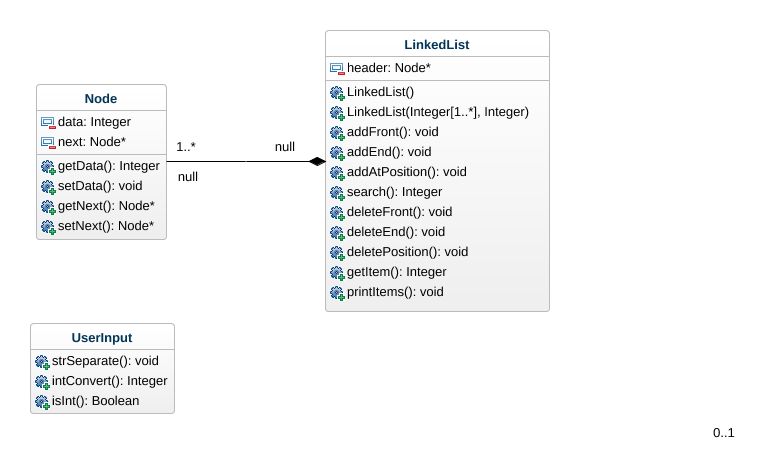 LinkedList
header: Node*
LinkedList()
LinkedList(Integer[1..*], Integer)
addFront(): void
addEnd(): void
addAtPosition(): void
search(): Integer
deleteFront(): void
deleteEnd(): void
deletePosition(): void
getItem(): Integer
printItems(): void
Node
data: Integer
next: Node*
getData(): Integer
setData(): void
getNext(): Node*
setNext(): Node*
1..*
null
null
UserInput
strSeparate(): void
intConvert(): Integer
isInt(): Boolean
0..1